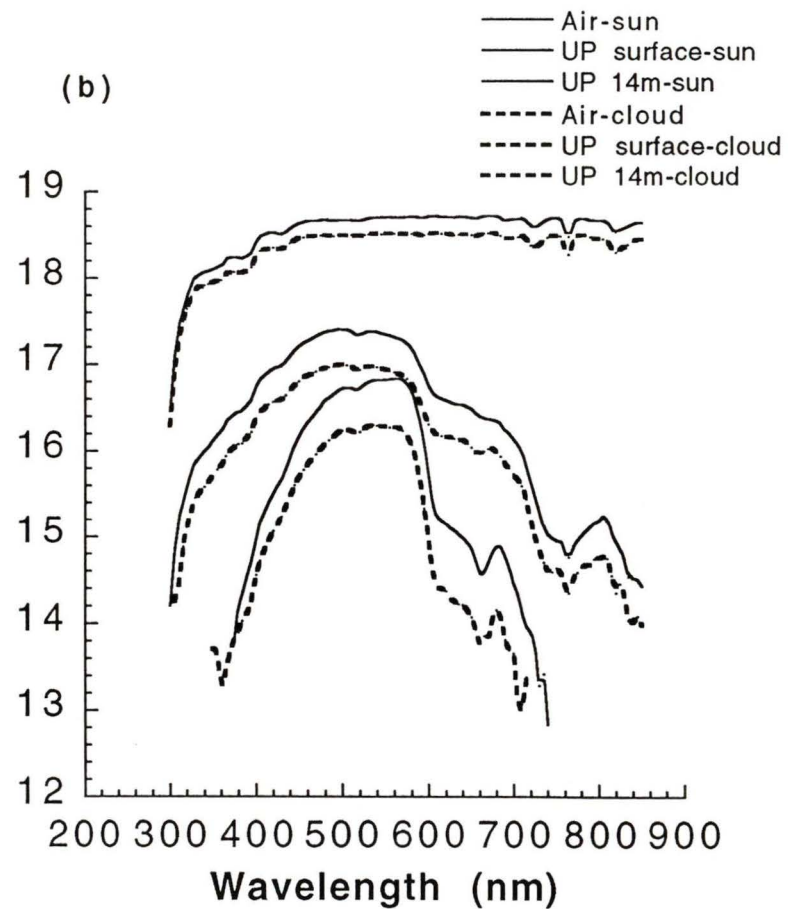 Air-sun
UP surface-sun
(b)
UP 14m-sun
Air-cloud
UP surface-cloud
UP 14m-cloud
19
18
17
16
15
14
13
12
200 300 400 500 600 700 800 900
Wavelength (nm)